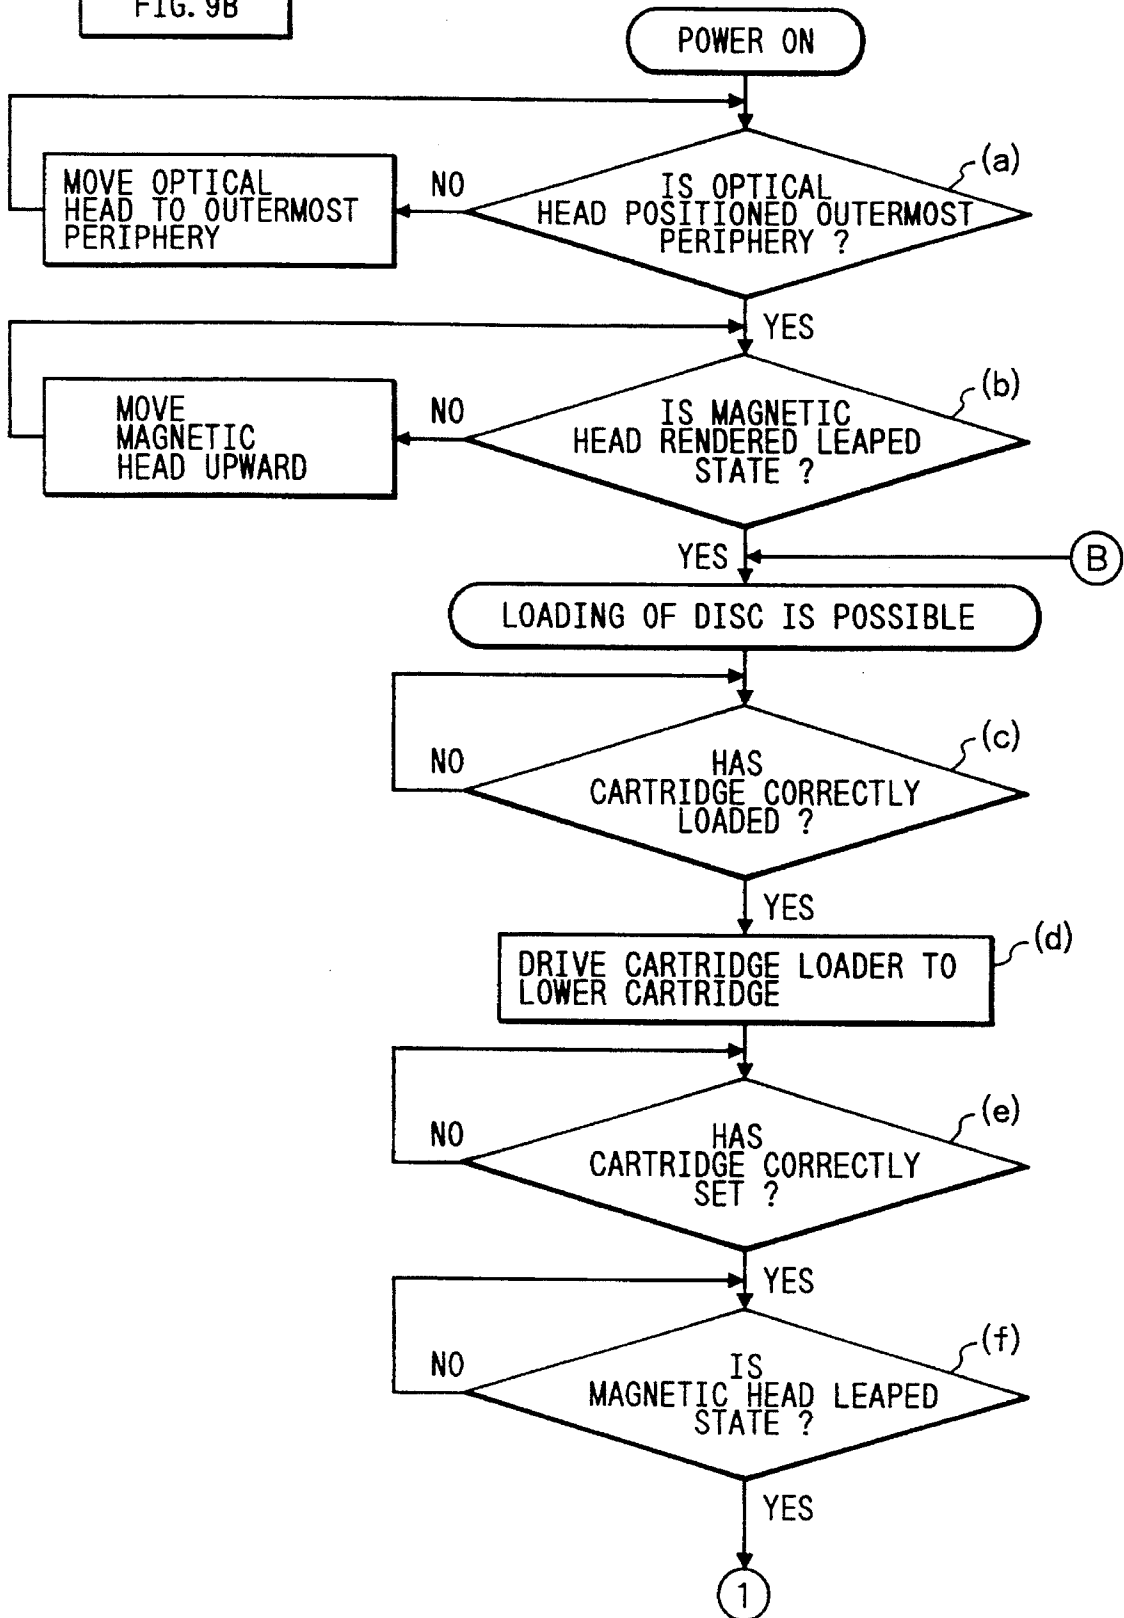 FIG. 9B
POWER ON
(a)
IS OPTICAL
HEAD POSITIONED OUTERMOST
PERIPHERY ?
NO
MOVE OPTICAL
HEAD TO OUTERMOST
PERIPHERY
YES
(b)
IS MAGNETIC
HEAD RENDERED LEAPED
STATE ?
NO
MOVE
MAGNETIC
HEAD UPWARD
YES
B
LOADING OF DISC IS POSSIBLE
(c)
HAS
CARTRIDGE CORRECTLY
LOADED ?
NO
YES
(d)
DRIVE CARTRIDGE LOADER TO
LOWER CARTRIDGE
(e)
HAS
CARTRIDGE CORRECTLY
SET ?
NO
YES
(f)
IS
MAGNETIC HEAD LEAPED
STATE ?
NO
YES
1